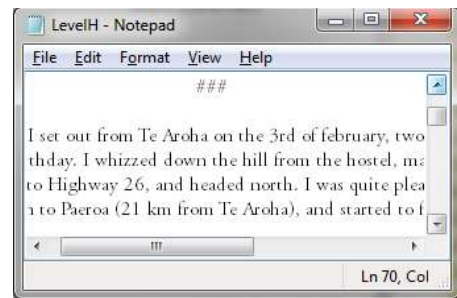 LevelH - Notepad
File Edit Format View Help
###
I set out from Te Aroha on the 3rd of february, two
thday. I whizzed down the hill from the hostel, ma
to Highway 26, and headed north. I was quite plea
n to Paeroa (21 km from Te Aroha), and started to f
Ln 70, Col